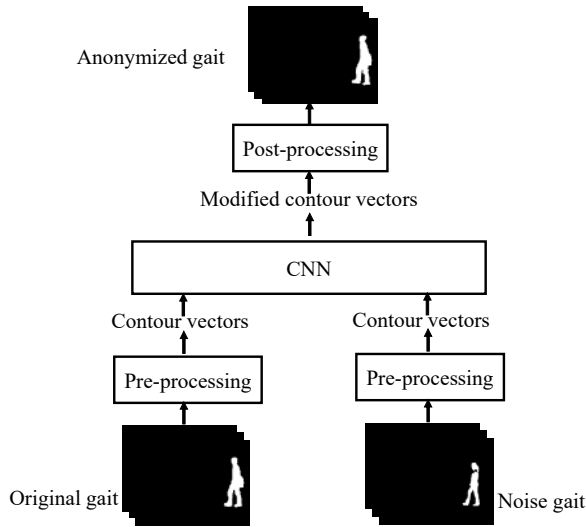 Anonymized gait
Post-processing
Modified contour vectors
CNN
Contour vectors
Contour vectors
Pre-processing
Pre-processing
Original gait
Noise gait